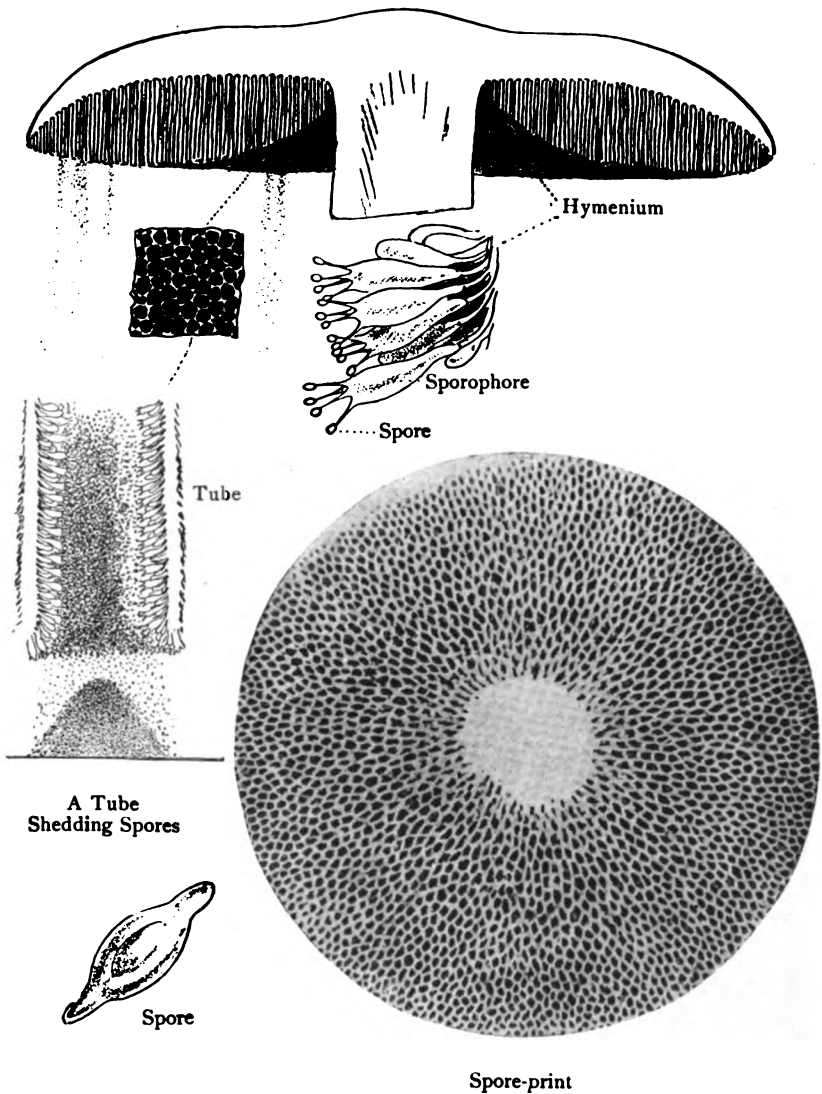 Hymenium
Sporophore
Spore
Tube
A Tube
Shedding Spores
Spore
Spore-print